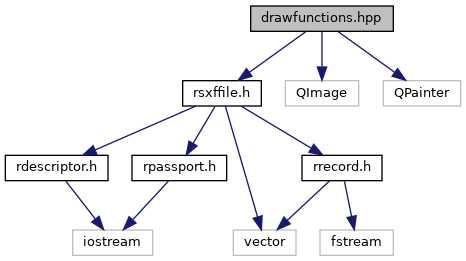 drawfunctions.hpp
rsxffile.h
QImage
QPainter
rdescriptor.h
rpassport.h
rrecord.h
iostream
vector
fstream